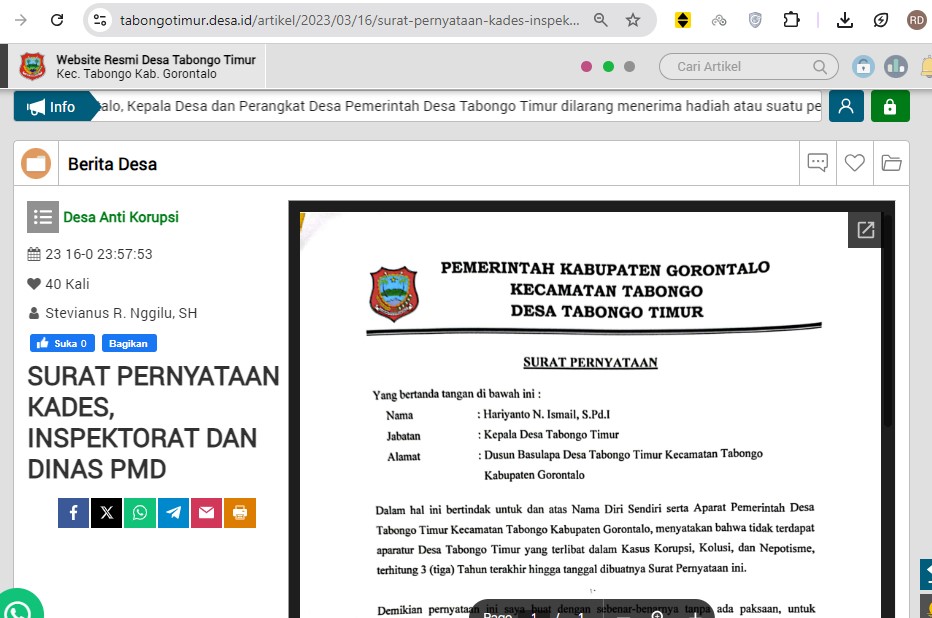 tabongotimur.desa.id/artikel/2023/03/16/surat-pernyataan-kades-inspek...
RD
Website Resmi Desa Tabongo Timur
Kec. Tabongo Kab. Gorontalo
Cari Artikel
Info
alo, Kepala Desa dan Perangkat Desa Pemerintah Desa Tabongo Timur dilarang menerima hadiah atau suatu pe
Berita Desa
Desa Anti Korupsi
23 16-0 23:57:53
40 Kali
Stevianus R. Nggilu, SH
Suka 0
Bagikan
SURAT PERNYATAAN
KADES,
INSPEKTORAT DAN
DINAS PMD
PEMERINTAH KABUPATEN GORONTALO
KECAMATAN TABONGO
DESA TABONGO TIMUR
SURAT PERNYATAAN
Yang bertanda tangan di bawah ini :
Nama : Hariyanto N. Ismail, S.Pd.I
Jabatan : Kepala Desa Tabongo Timur
Alamat : Dusun Basulapa Desa Tabongo Timur Kecamatan Tabongo
Kabupaten Gorontalo
Dalam hal ini bertindak untuk dan atas Nama Diri Sendiri serta Aparat Pemerintah Desa
Tabongo Timur Kecamatan Tabongo Kabupaten Gorontalo, menyatakan bahwa tidak terdapat
aparatur Desa Tabongo Timur yang terlibat dalam Kasus Korupsi, Kolusi, dan Nepotisme,
terhitung 3 (tiga) Tahun terakhir hingga tanggal dibuatnya Surat Pernyataan ini.
Demikian pernyataan ini saya buat dengan sebenar-benarnya tanpa ada paksaan, untuk
Page 1 / 1